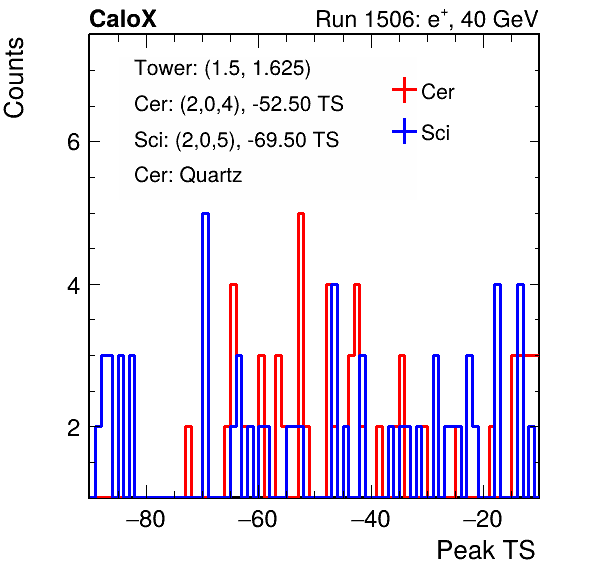 CaloX Run 1506: e⁺, 40 GeV
Counts
Tower: (1.5, 1.625)
Cer: (2,0,4), -52.50 TS
Sci: (2,0,5), -69.50 TS
Cer: Quartz
Cer
Sci
6
4
2
−80 −60 −40 −20
Peak TS